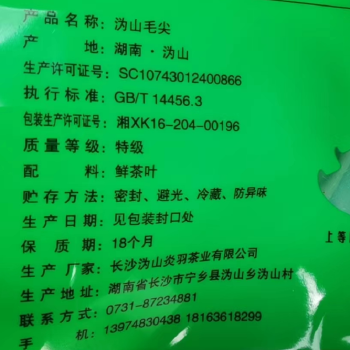 产品名称：沩山毛尖
产 地：湖南·沩山
生产许可证号：SC10743012400866
执行标准：GB/T 14456.3
包装生产许可证号：湘XK16-204-00196
质量等级：特级
配 料：鲜茶叶
贮存方法：密封、避光、冷藏、防异味
生产日期：见包装封口处
保 质 期：18个月
生产厂家：长沙沩山炎羽茶业有限公司
生产地址：湖南省长沙市宁乡县沩山乡沩山村
联系方式：0731-87234881
手 机：13974830438 18163618299
上等